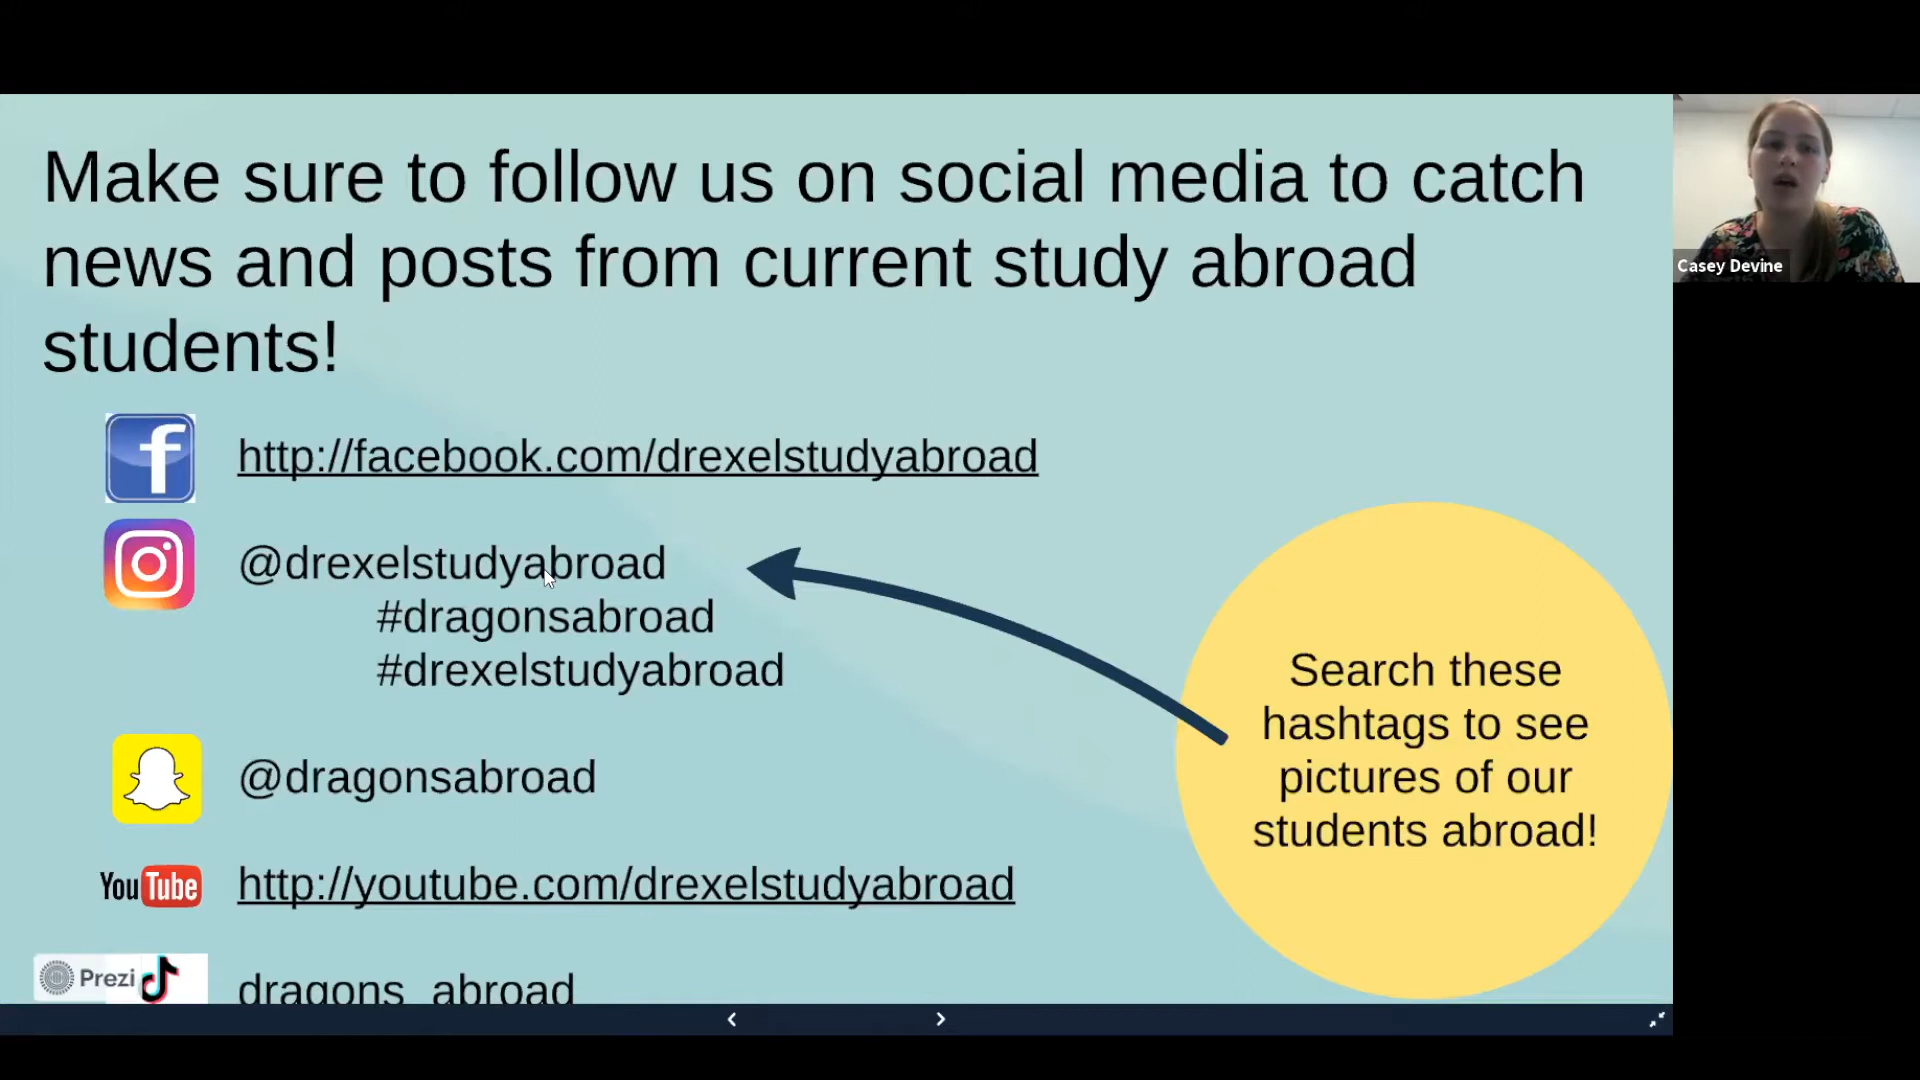 Make sure to follow us on social media to catch
news and posts from current study abroad
students!
http://facebook.com/drexelstudyabroad
@drexelstudyabroad
#dragonsabroad
#drexelstudyabroad
@dragonsabroad
YouTube
http://youtube.com/drexelstudyabroad
Prezi
dragons_abroad
Search these
hashtags to see
pictures of our
students abroad!
Casey Devine